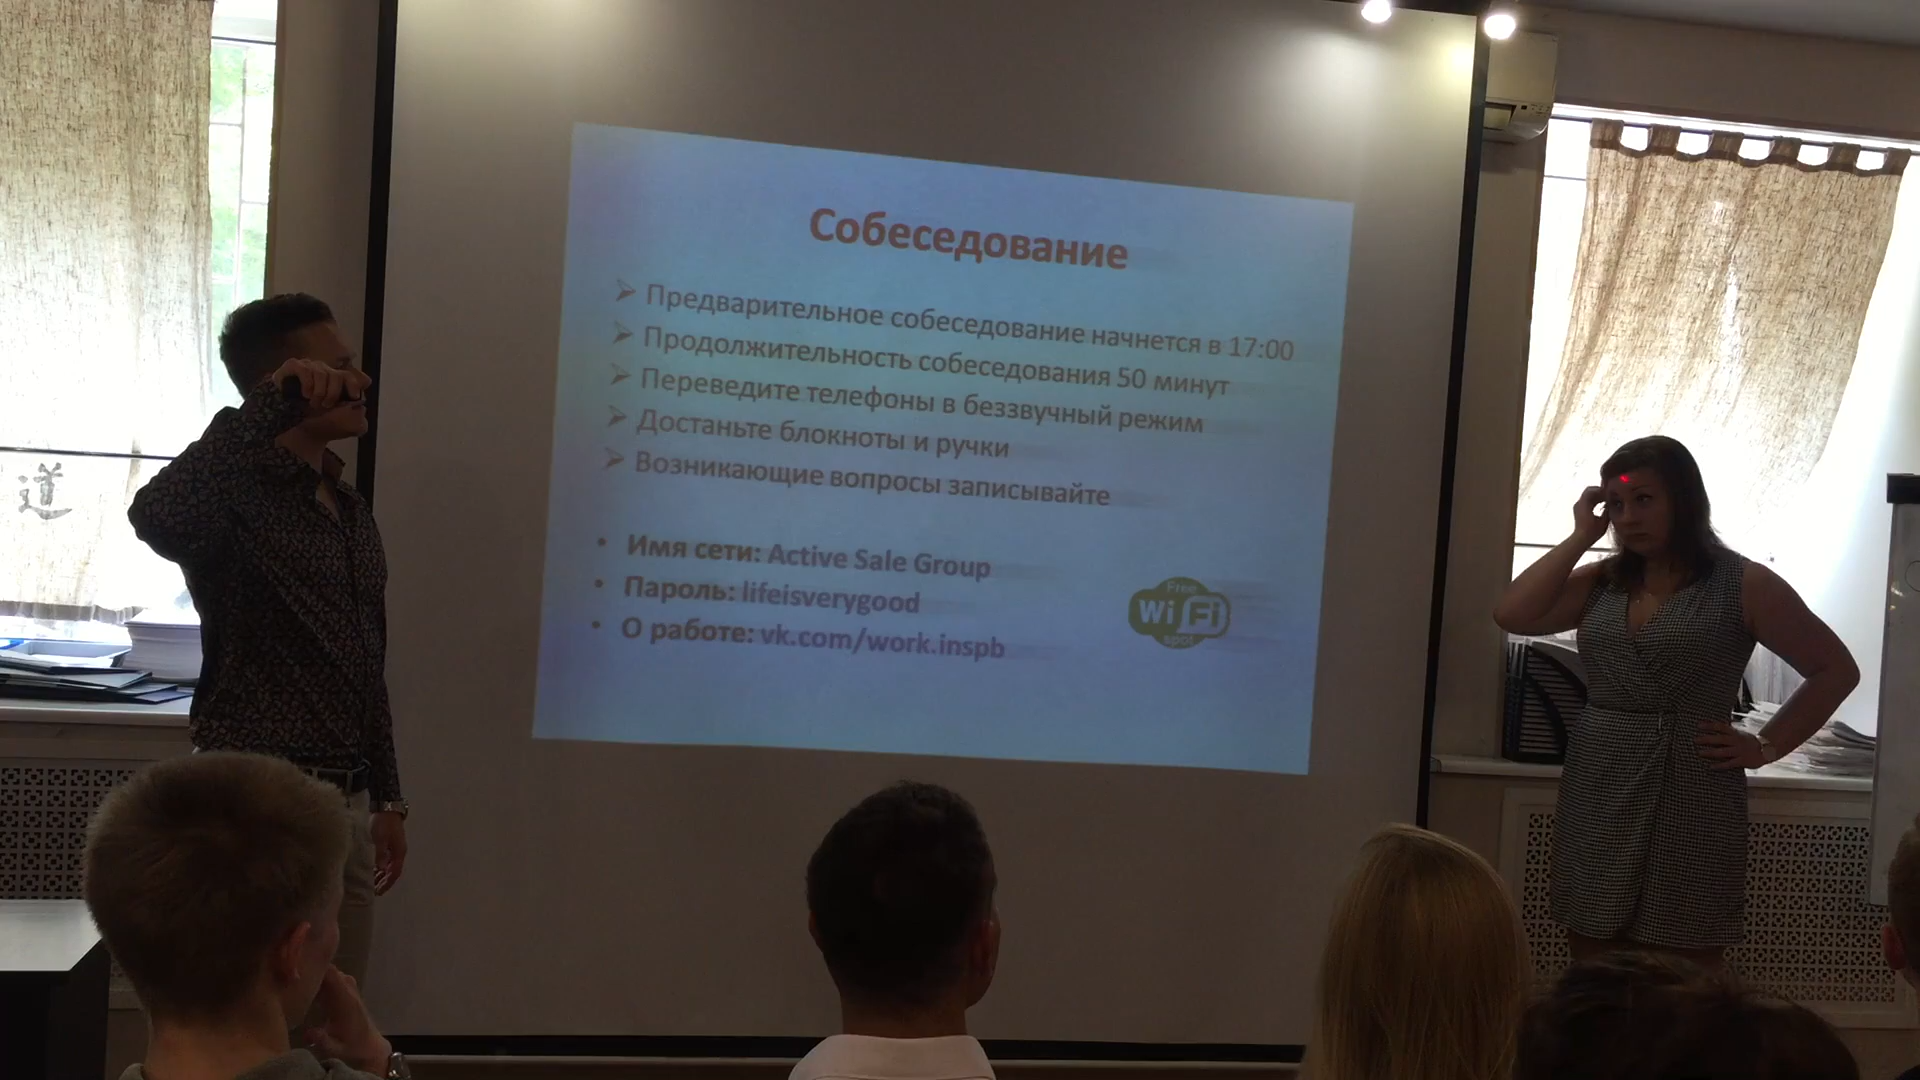 Собеседование
Предварительное собеседование начнется в 17:00
Продолжительность собеседования 50 минут
Переведите телефоны в беззвучный режим
Достаньте блокноты и ручки
Возникающие вопросы записывайте
Имя сети: Active Sale Group
Пароль: lifeisverygood
О работе: vk.com/work.inspb
Free
Wi Fi
spot
道